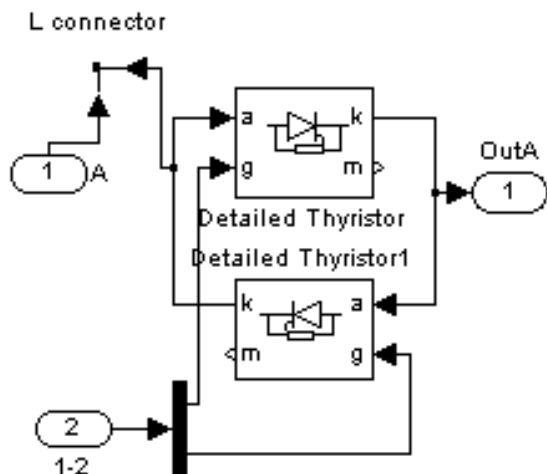 L connector
a
k
1
A
g
m
OutA
1
Detailed Thyristor
Detailed Thyristor1
k
a
m
g
2
1-2